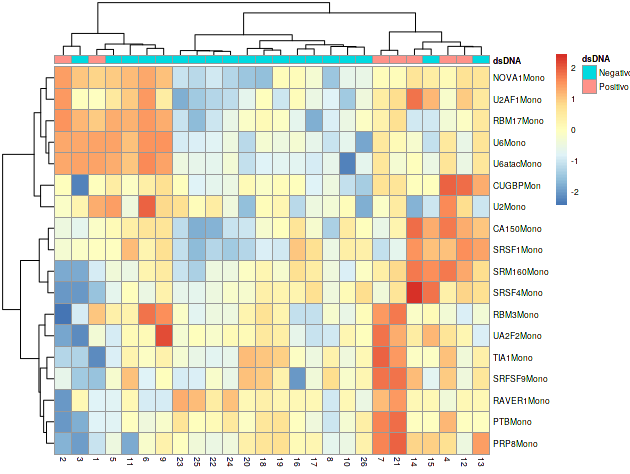 dsDNA
NOVA1Mono
U2AF1Mono
RBM17Mono
U6Mono
U6atacMono
CUGBPMon
U2Mono
CA150Mono
SRSF1Mono
SRM160Mono
SRSF4Mono
RBM3Mono
UA2F2Mono
TIA1Mono
SRFSF9Mono
RAVER1Mono
PTBMono
PRP8Mono
2 3 1 5 11 6 9 23 25 22 24 20 18 19 16 17 8 10 26 7 21 14 15 4 12 13
2
1
0
-1
-2
dsDNA
Negativo
Positivo